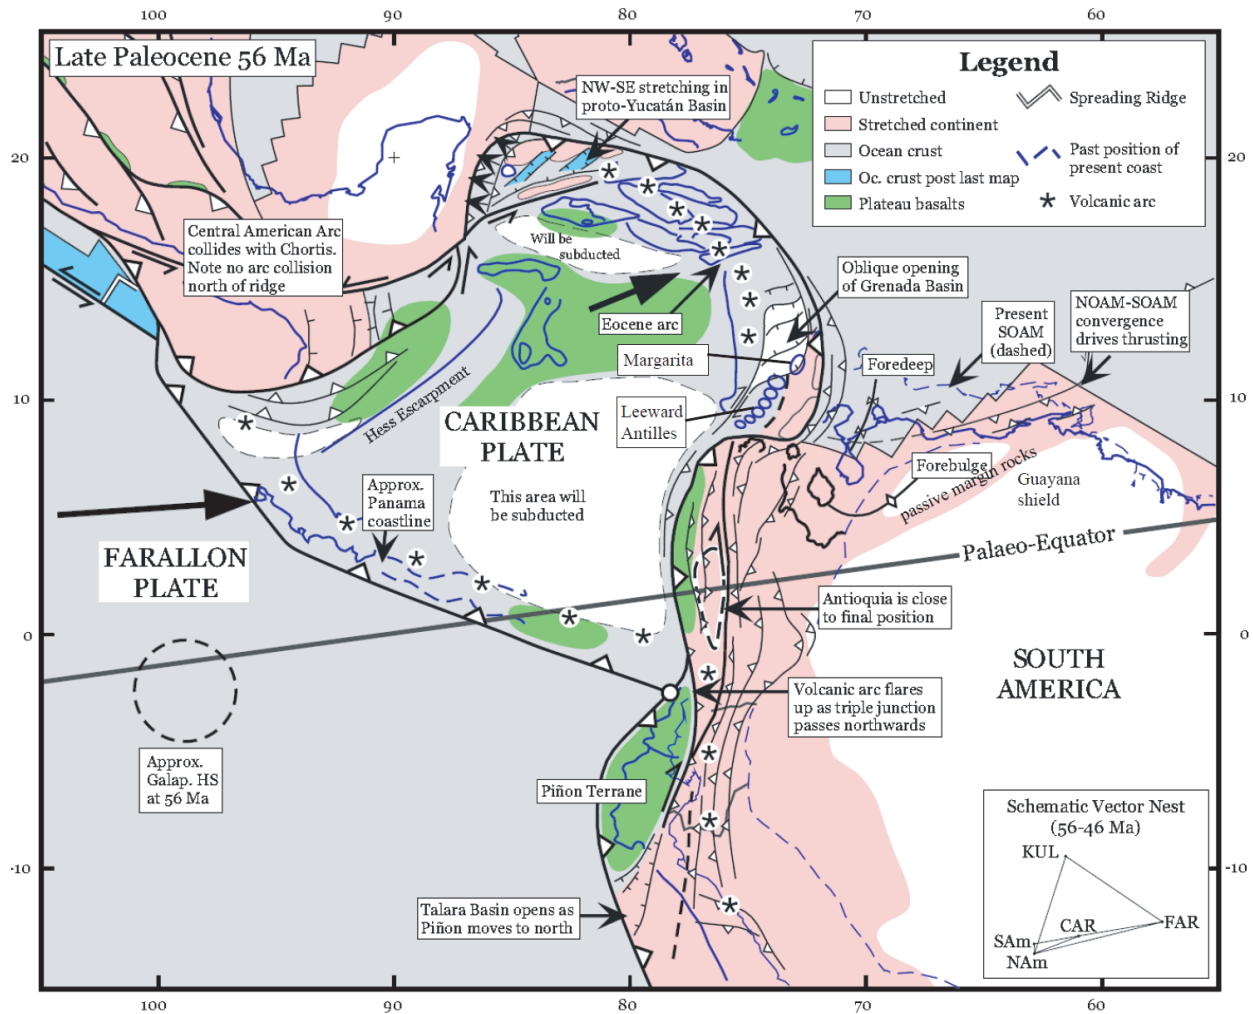 100
90
80
70
60
Late Paleocene 56 Ma
NW-SE stretching in
proto-Yucatán Basin
Legend
Unstretched
Stretched continent
Ocean crust
Oc. crust post last map
Plateau basalts
Spreading Ridge
Past position of
present coast
Volcanic arc
20
20
Central American Arc
collides with Chortis.
Note no arc collision
north of ridge
Will be
subducted
Oblique opening
of Grenada Basin
Eocene arc
Present
SOAM
(dashed)
NOAM-SOAM
convergence
drives thrusting
Margarita
Foredeep
Hess Escarpment
10
10
CARIBBEAN
PLATE
Leeward
Antilles
This area will
be subducted
Approx.
Panama
coastline
Forebulge
passive margin rocks
Guayana
shield
FARALLON
PLATE
Palaeo-Equator
Antioquia is close
to final position
0
0
SOUTH
AMERICA
Volcanic arc flares
up as triple junction
passes northwards
Approx.
Galap. HS
at 56 Ma
Piñon Terrane
Schematic Vector Nest
(56-46 Ma)
KUL
CAR
FAR
SAm
NAm
-10
-10
Talara Basin opens as
Piñon moves to north
100
90
80
70
60